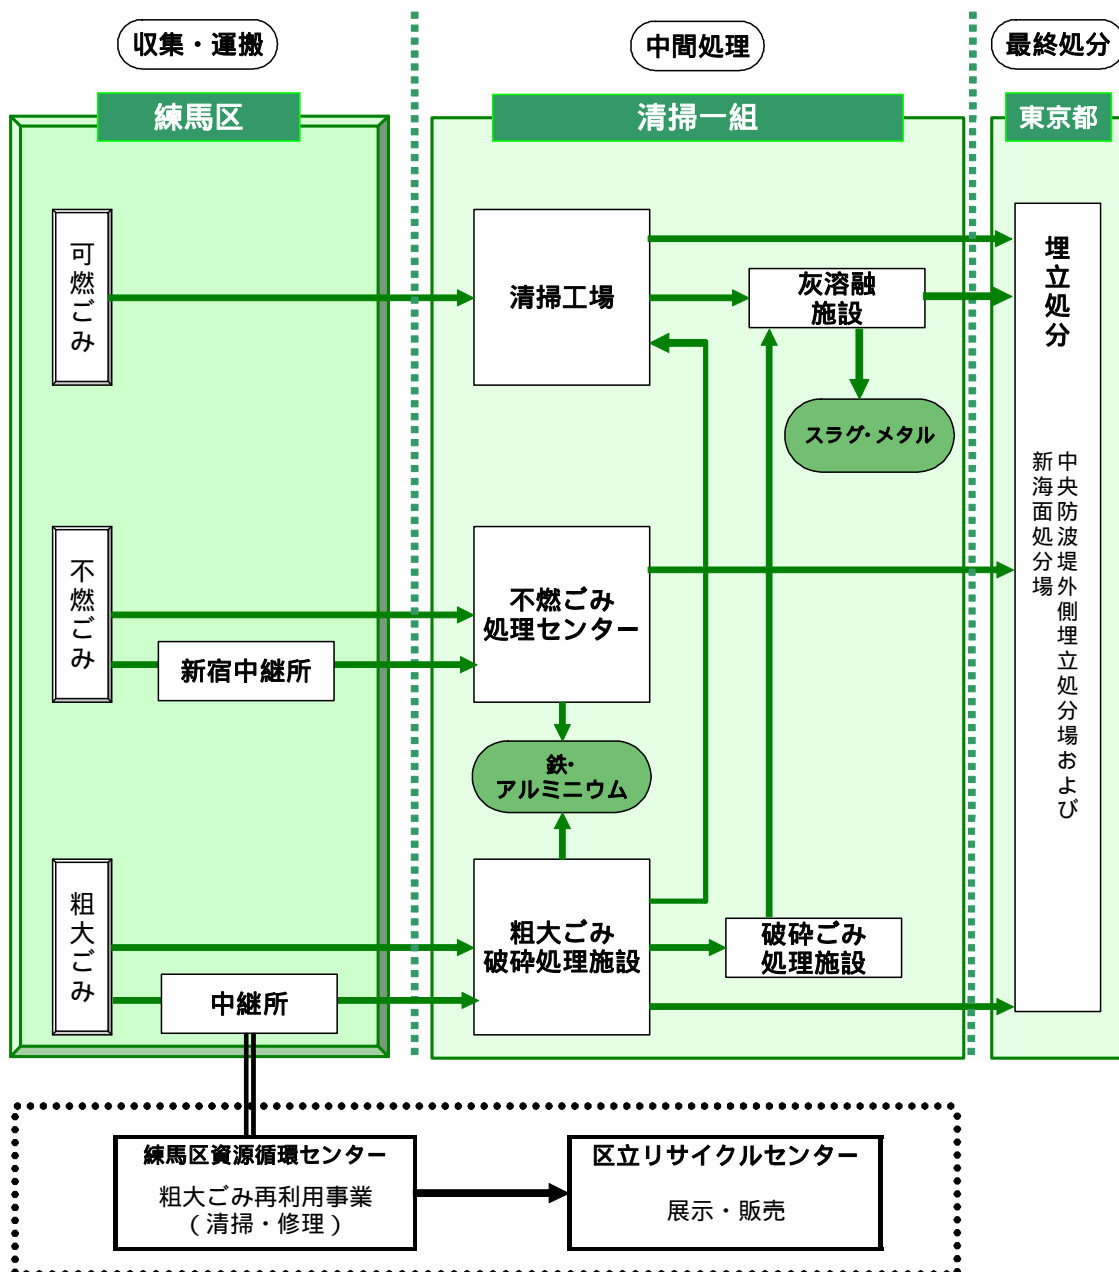 収集・運搬
中間処理
最終処分
練馬区
清掃一組
東京都
可燃ごみ
清掃工場
灰溶融
施設
スラグ・メタル
埋立処分
中央防波堤外側埋立処分場および
新海面処分場
不燃ごみ
新宿中継所
不燃ごみ
処理センター
鉄・
アルミニウム
粗大ごみ
中継所
粗大ごみ
破砕処理施設
破砕ごみ
処理施設
練馬区資源循環センター
粗大ごみ再利用事業
（清掃・修理）
区立リサイクルセンター
展示・販売